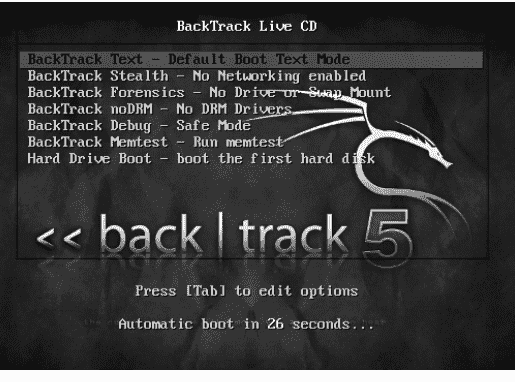 BackTrack Live CD
BackTrack Text - Default Boot Text Mode
BackTrack Stealth - No Networking enabled
BackTrack Forensics - No Drive or Swap Mount
BackTrack noDRM - No DRM Drivers
BackTrack Debug - Safe Mode
BackTrack Memtest - Run memtest
Hard Drive Boot - boot the first hard disk
<< back | track 5
Press [Tab] to edit options
Automatic boot in 26 seconds...